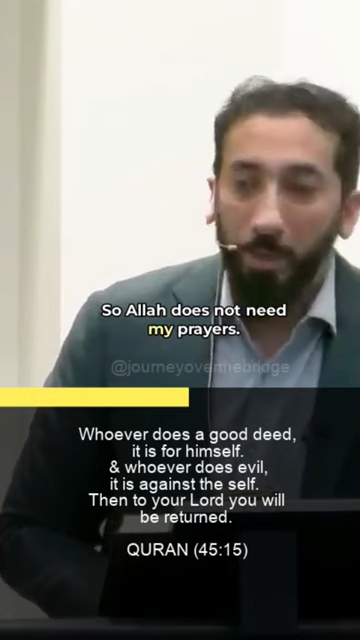 So Allah does not need
my prayers.
@journeyoverthebridge
Whoever does a good deed,
it is for himself.
& whoever does evil,
it is against the self.
Then to your Lord you will
be returned.
QURAN (45:15)